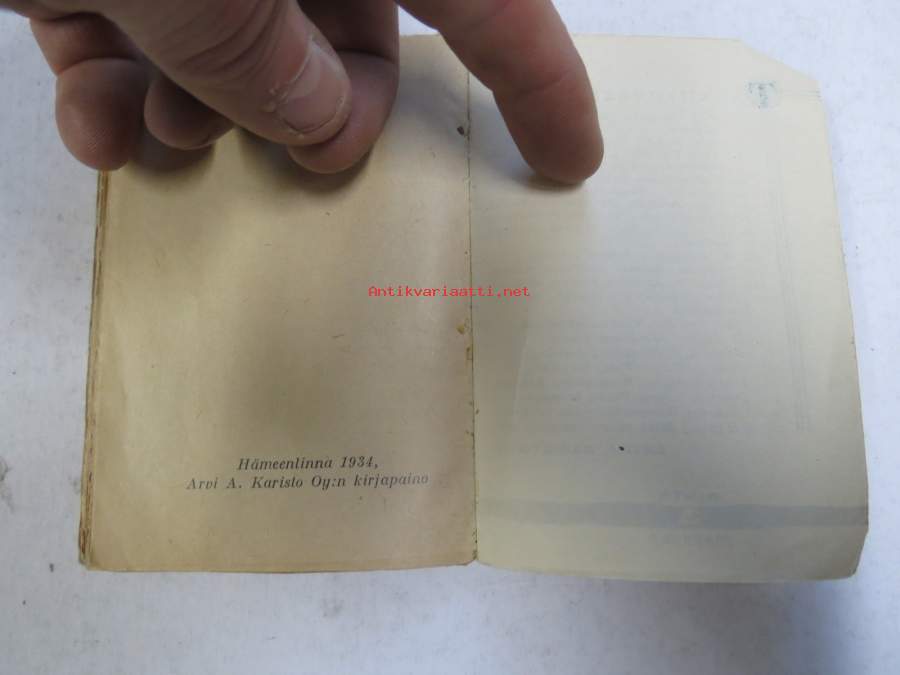 Antikvariaatti.net
Hämeenlinna 1934,
Arvi A. Karisto Oy:n kirjapaino